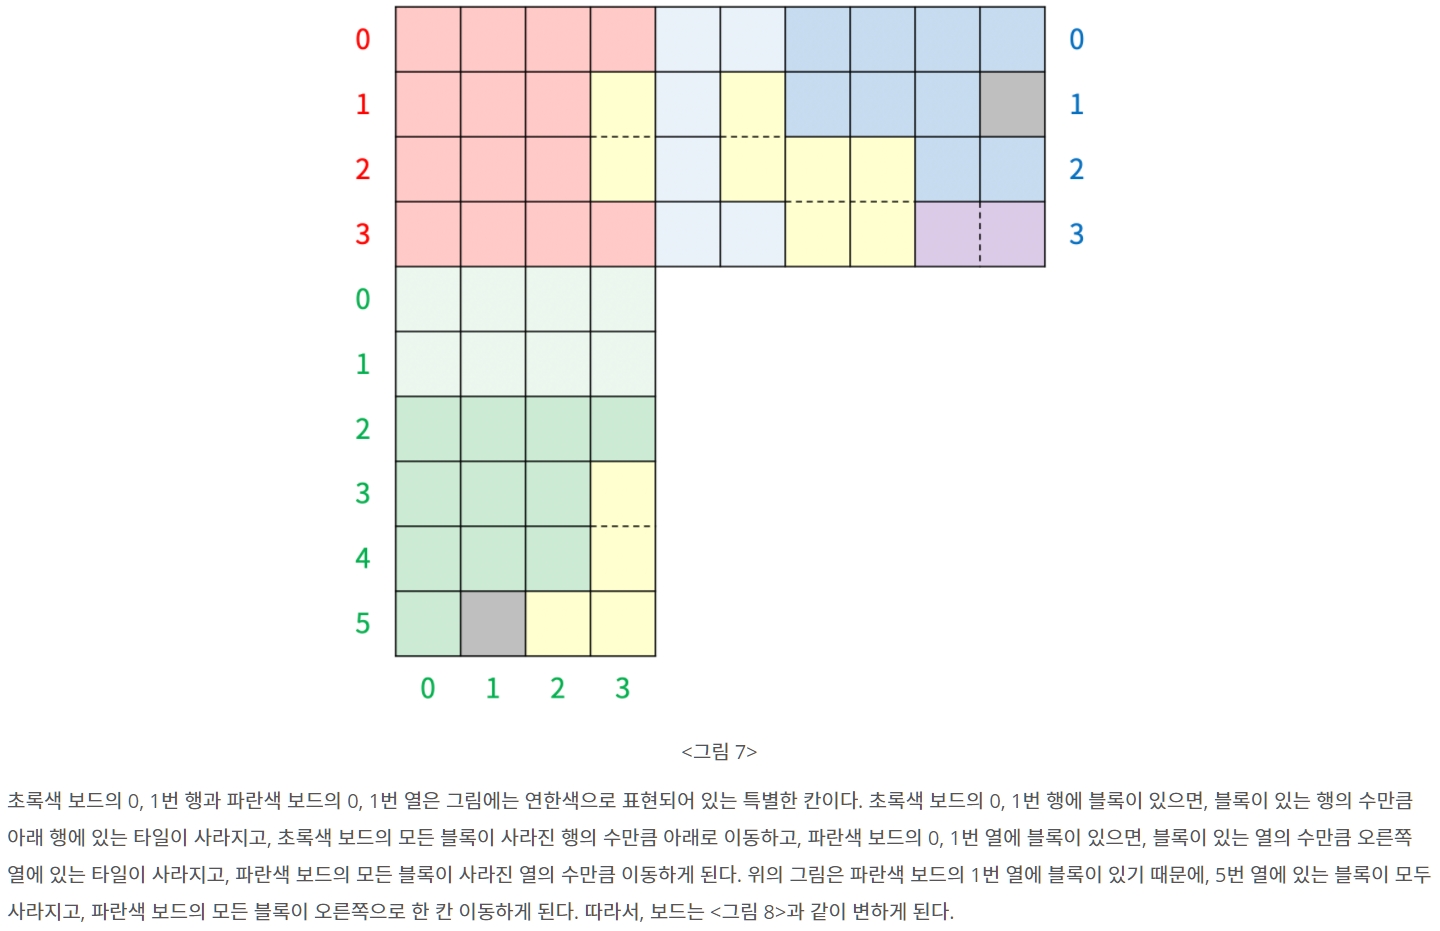 0 0
1 1
2 2
3 3
0
1
2
3
4
5
0 1 2 3
<그림 7>
초록색 보드의 0, 1번 행과 파란색 보드의 0, 1번 열은 그림에는 연한색으로 표현되어 있는 특별한 칸이다. 초록색 보드의 0, 1번 행에 블록이 있으면, 블록이 있는 행의 수만큼
아래 행에 있는 타일이 사라지고, 초록색 보드의 모든 블록이 사라진 행의 수만큼 아래로 이동하고, 파란색 보드의 0, 1번 열에 블록이 있으면, 블록이 있는 열의 수만큼 오른쪽
열에 있는 타일이 사라지고, 파란색 보드의 모든 블록이 사라진 열의 수만큼 이동하게 된다. 위의 그림은 파란색 보드의 1번 열에 블록이 있기 때문에, 5번 열에 있는 블록이 모두
사라지고, 파란색 보드의 모든 블록이 오른쪽으로 한 칸 이동하게 된다. 따라서, 보드는 <그림 8>과 같이 변하게 된다.